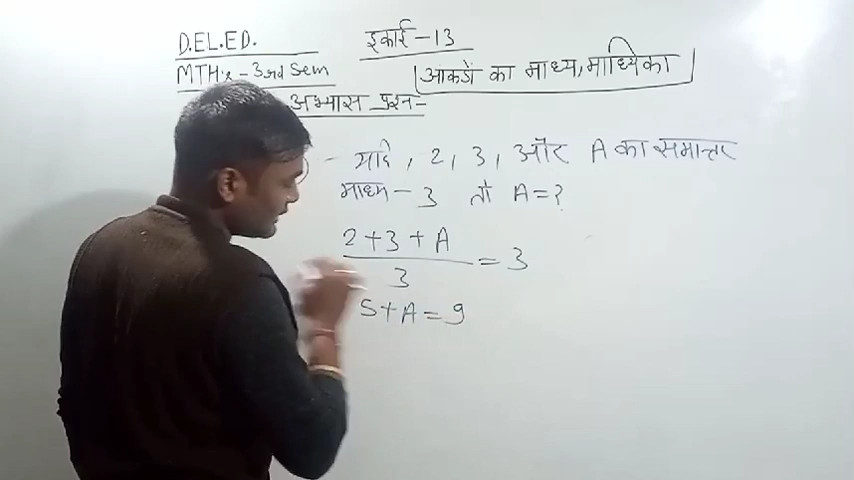 D.EL.ED. इकाई -13
MTH:s - 3rd Sem आंकडों का माध्य, माध्यिका
अभ्यास प्रश्न -
) - यदि, 2, 3, और A का समान्तर
माध्य - 3 तो A = ?
2 + 3 + A
= 3
3
5 + A = 9